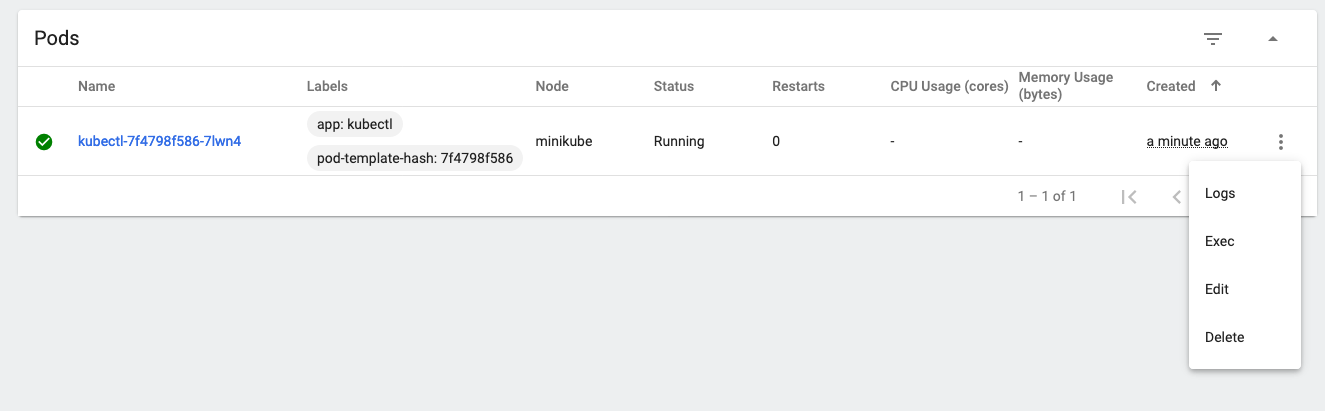 Pods
Name Labels Node Status Restarts CPU Usage (cores) Memory Usage (bytes) Created
kubectl-7f4798f586-7lwn4 app: kubectl pod-template-hash: 7f4798f586 minikube Running 0 - - a minute ago
1 – 1 of 1
Logs
Exec
Edit
Delete